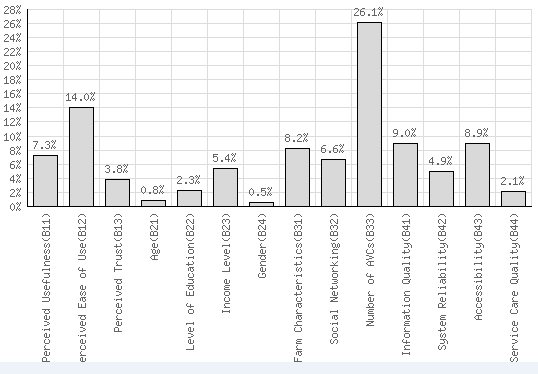 28%
26%
24%
22%
20%
18%
16%
14%
12%
10%
8%
6%
4%
2%
0%
7.3%
14.0%
3.8%
0.8%
2.3%
5.4%
0.5%
8.2%
6.6%
26.1%
9.0%
4.9%
8.9%
2.1%
Perceived Usefulness(B11)
erceived Ease of Use(B12)
Perceived Trust(B13)
Age(B21)
Level of Education(B22)
Income Level(B23)
Gender(B24)
Farm Characteristics(B31)
Social Networking(B32)
Number of AVCs(B33)
Information Quality(B41)
System Reliability(B42)
Accessibility(B43)
Service Care Quality(B44)